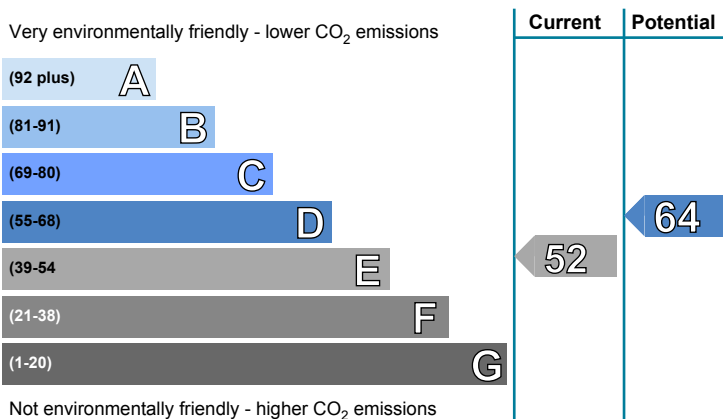 Current Potential
Very environmentally friendly - lower CO2 emissions
(92 plus) A
(81-91) B
(69-80) C
(55-68) D
64
(39-54 E
52
(21-38) F
(1-20) G
Not environmentally friendly - higher CO2 emissions